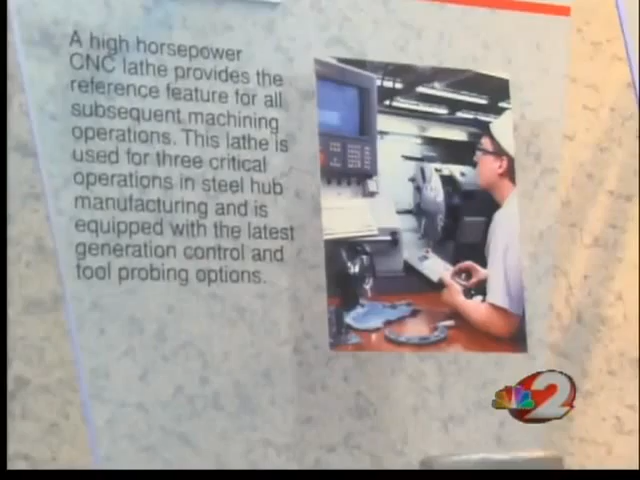 A high horsepower
CNC lathe provides the
reference feature for all
subsequent machining
operations. This lathe is
used for three critical
operations in steel hub
manufacturing and is
equipped with the latest
generation control and
tool probing options.
2